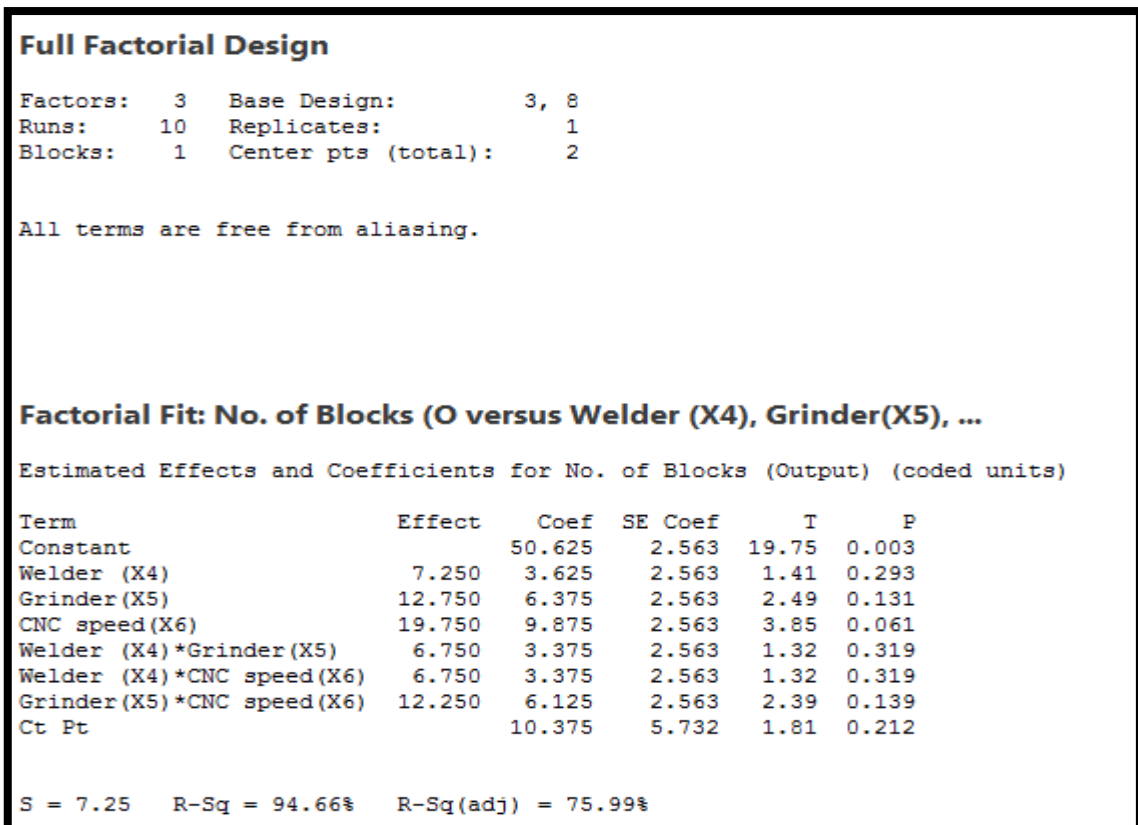 Full Factorial Design
Factors: 3 Base Design: 3, 8
Runs: 10 Replicates: 1
Blocks: 1 Center pts (total): 2
All terms are free from aliasing.
Factorial Fit: No. of Blocks (O versus Welder (X4), Grinder(X5), ...
Estimated Effects and Coefficients for No. of Blocks (Output) (coded units)
Term Effect Coef SE Coef T P
Constant 50.625 2.563 19.75 0.003
Welder (X4) 7.250 3.625 2.563 1.41 0.293
Grinder(X5) 12.750 6.375 2.563 2.49 0.131
CNC speed(X6) 19.750 9.875 2.563 3.85 0.061
Welder (X4)*Grinder(X5) 6.750 3.375 2.563 1.32 0.319
Welder (X4)*CNC speed(X6) 6.750 3.375 2.563 1.32 0.319
Grinder(X5)*CNC speed(X6) 12.250 6.125 2.563 2.39 0.139
Ct Pt 10.375 5.732 1.81 0.212
S = 7.25 R-Sq = 94.66% R-Sq(adj) = 75.99%